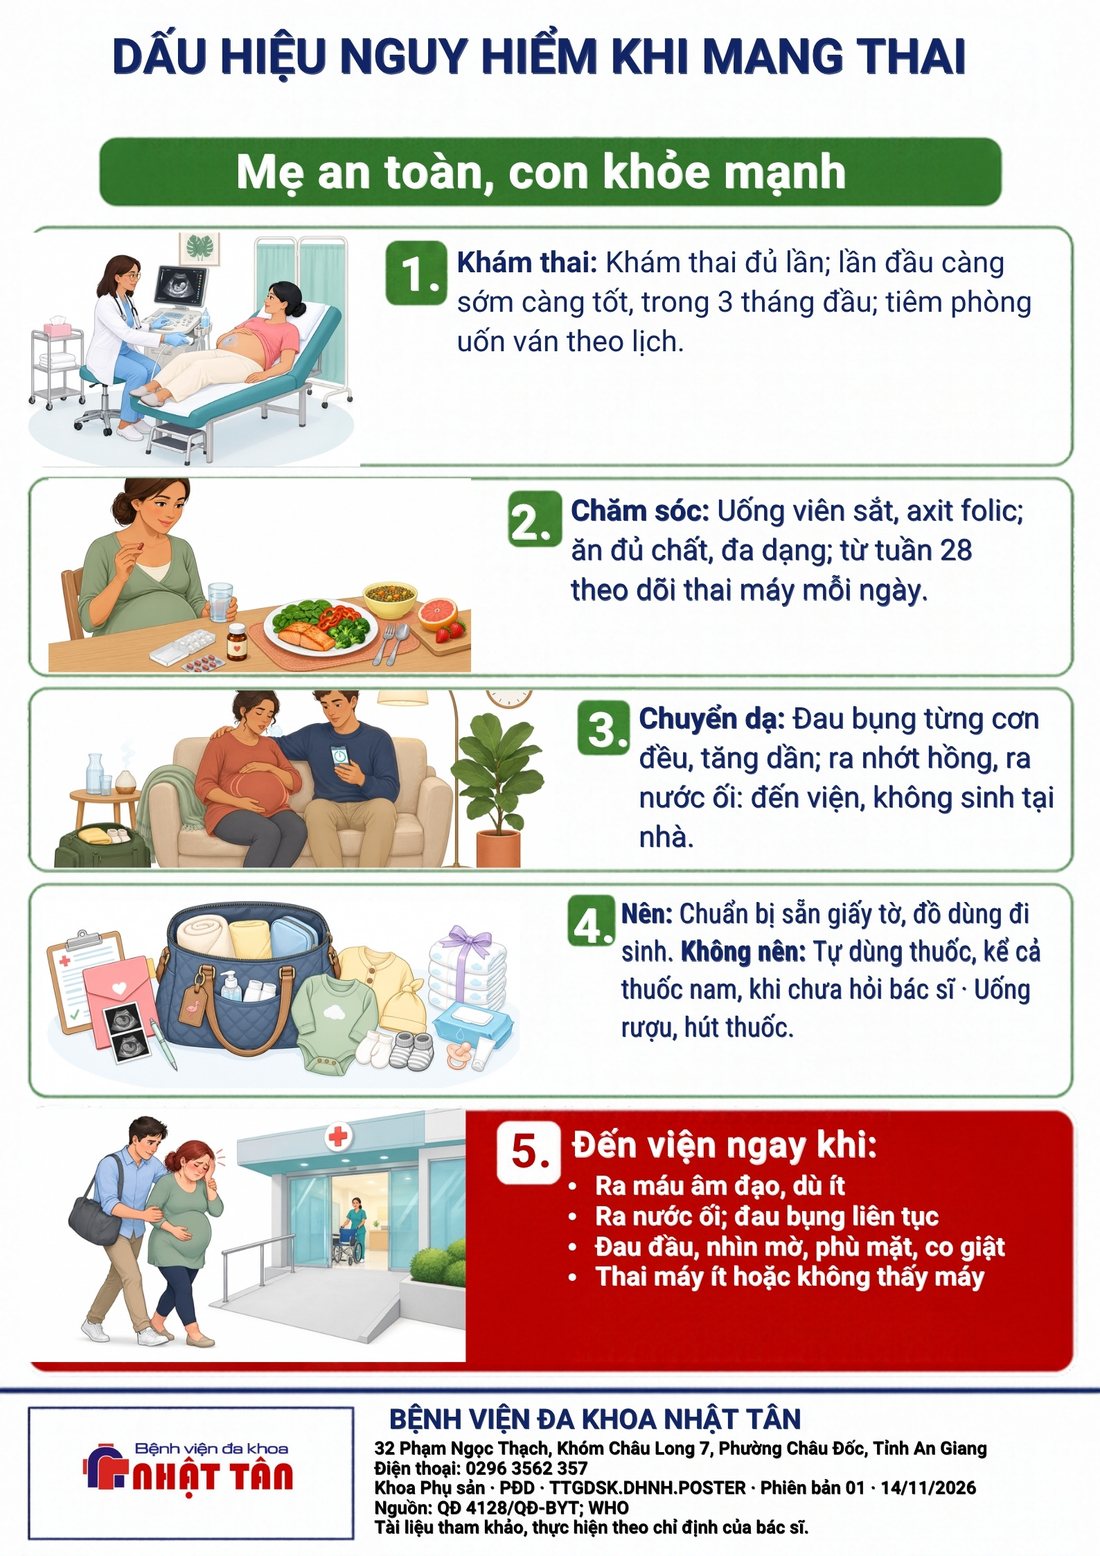 DẤU HIỆU NGUY HIỂM KHI MANG THAI
Mẹ an toàn, con khỏe mạnh
1. Khám thai: Khám thai đủ lần; lần đầu càng
sớm càng tốt, trong 3 tháng đầu; tiêm phòng
uốn ván theo lịch.
2. Chăm sóc: Uống viên sắt, axit folic;
ăn đủ chất, đa dạng; từ tuần 28
theo dõi thai máy mỗi ngày.
3. Chuyển dạ: Đau bụng từng cơn
đều, tăng dần; ra nhớt hồng, ra
nước ối: đến viện, không sinh tại
nhà.
4. Nên: Chuẩn bị sẵn giấy tờ, đồ dùng đi
sinh. Không nên: Tự dùng thuốc, kể cả
thuốc nam, khi chưa hỏi bác sĩ · Uống
rượu, hút thuốc.
5. Đến viện ngay khi:
• Ra máu âm đạo, dù ít
• Ra nước ối; đau bụng liên tục
• Đau đầu, nhìn mờ, phù mặt, co giật
• Thai máy ít hoặc không thấy máy
Bệnh viện đa khoa
NHẬT TÂN
BỆNH VIỆN ĐA KHOA NHẬT TÂN
32 Phạm Ngọc Thạch, Khóm Châu Long 7, Phường Châu Đốc, Tỉnh An Giang
Điện thoại: 0296 3562 357
Khoa Phụ sản · PĐD · TTGDSK.DHNH.POSTER · Phiên bản 01 · 14/11/2026
Nguồn: QĐ 4128/QĐ-BYT; WHO
Tài liệu tham khảo, thực hiện theo chỉ định của bác sĩ.